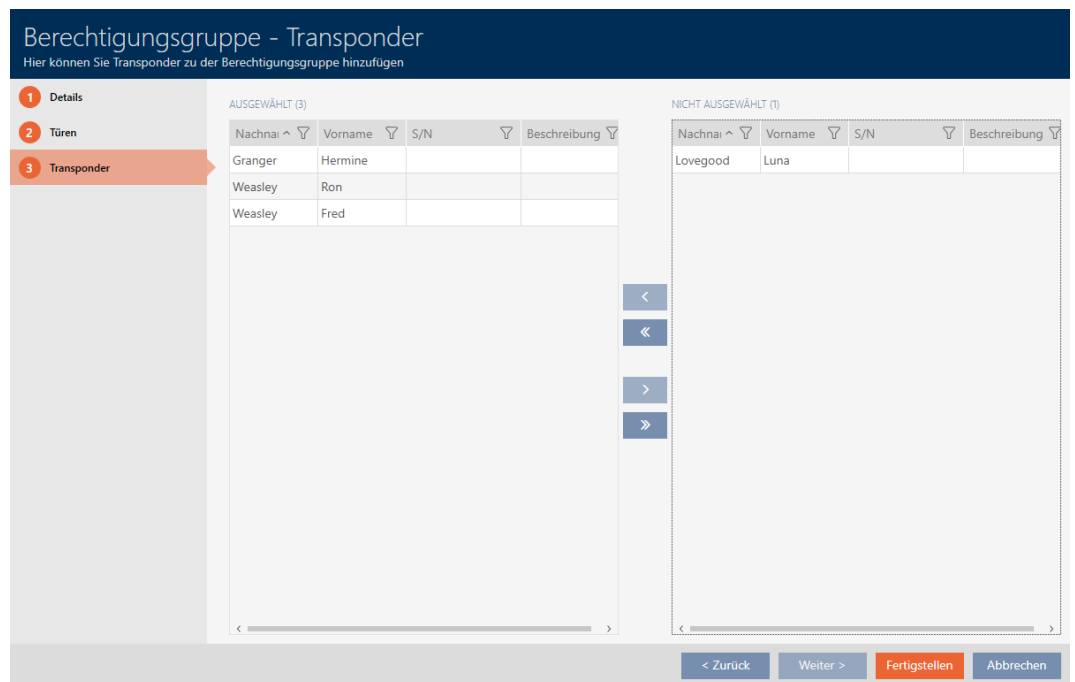 Berechtigungsgruppe - Transponder
Hier können Sie Transponder zu der Berechtigungsgruppe hinzufügen
1 Details
2 Türen
3 Transponder
AUSGEWÄHLT (3)
Nachnai Vorname S/N Beschreibung
Granger Hermine
Weasley Ron
Weasley Fred
NICHT AUSGEWÄHLT (1)
Nachnai Vorname S/N Beschreibung
Lovegood Luna
< Zurück Weiter > Fertigstellen Abbrechen